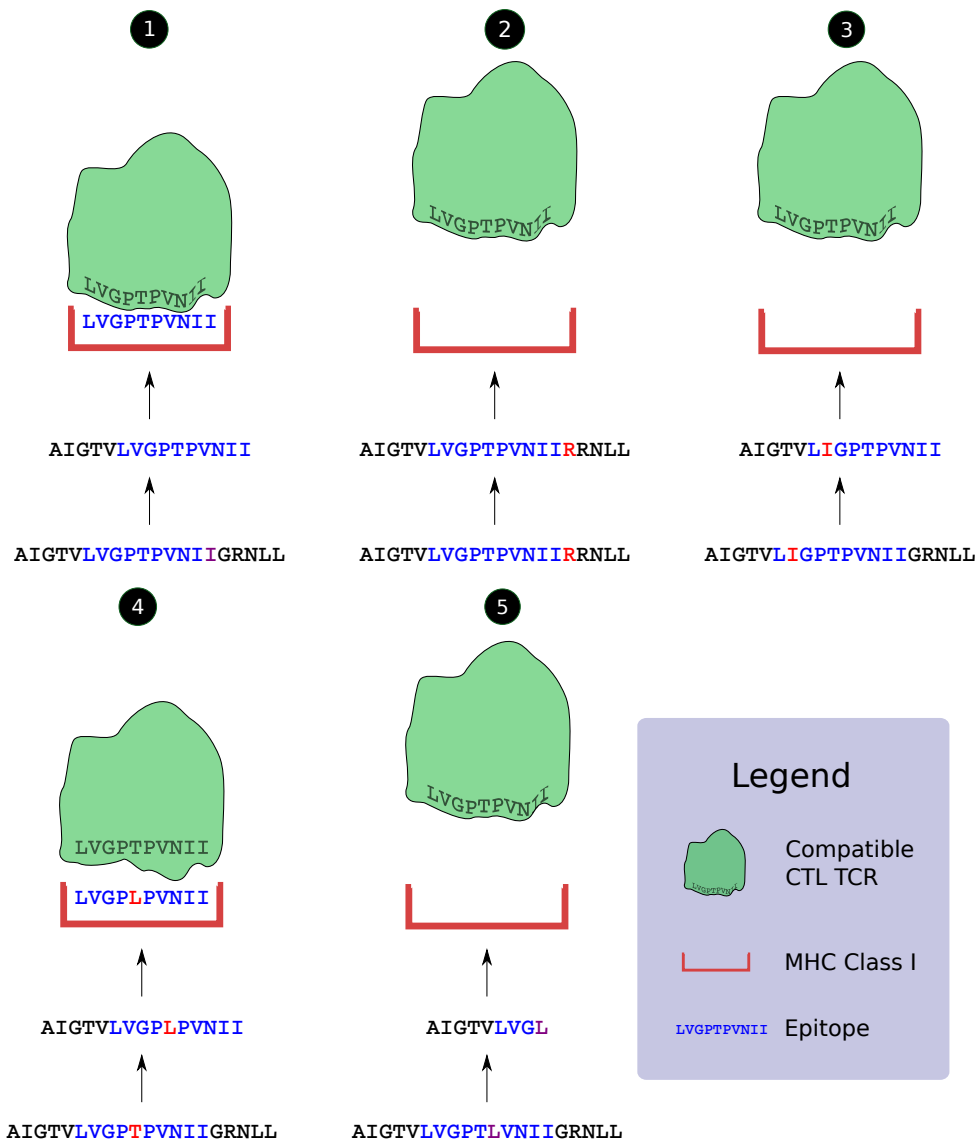 1
2
3
LVGPTPVNII
LVGPTPVNII
LVGPTPVNII
LVGPTPVNII
AIGTVLVGPTPVNII
AIGTVLVGPTPVNIIRRNLL
AIGTVLIGPTPVNII
AIGTVLVGPTPVNIIGRNLL
AIGTVLVGPTPVNIIRRNLL
AIGTVLIGPTPVNIIGRNLL
4
5
LVGPTPVNII
LVGPTPVNII
LVGPLPVNII
AIGTVLVGPLPVNII
AIGTVLVGL
AIGTVLVGPTPVNIIGRNLL
AIGTVLVGPTLVNIIGRNLL
Legend
LVGPTPVNII
Compatible
CTL TCR
MHC Class I
LVGPTPVNII
Epitope